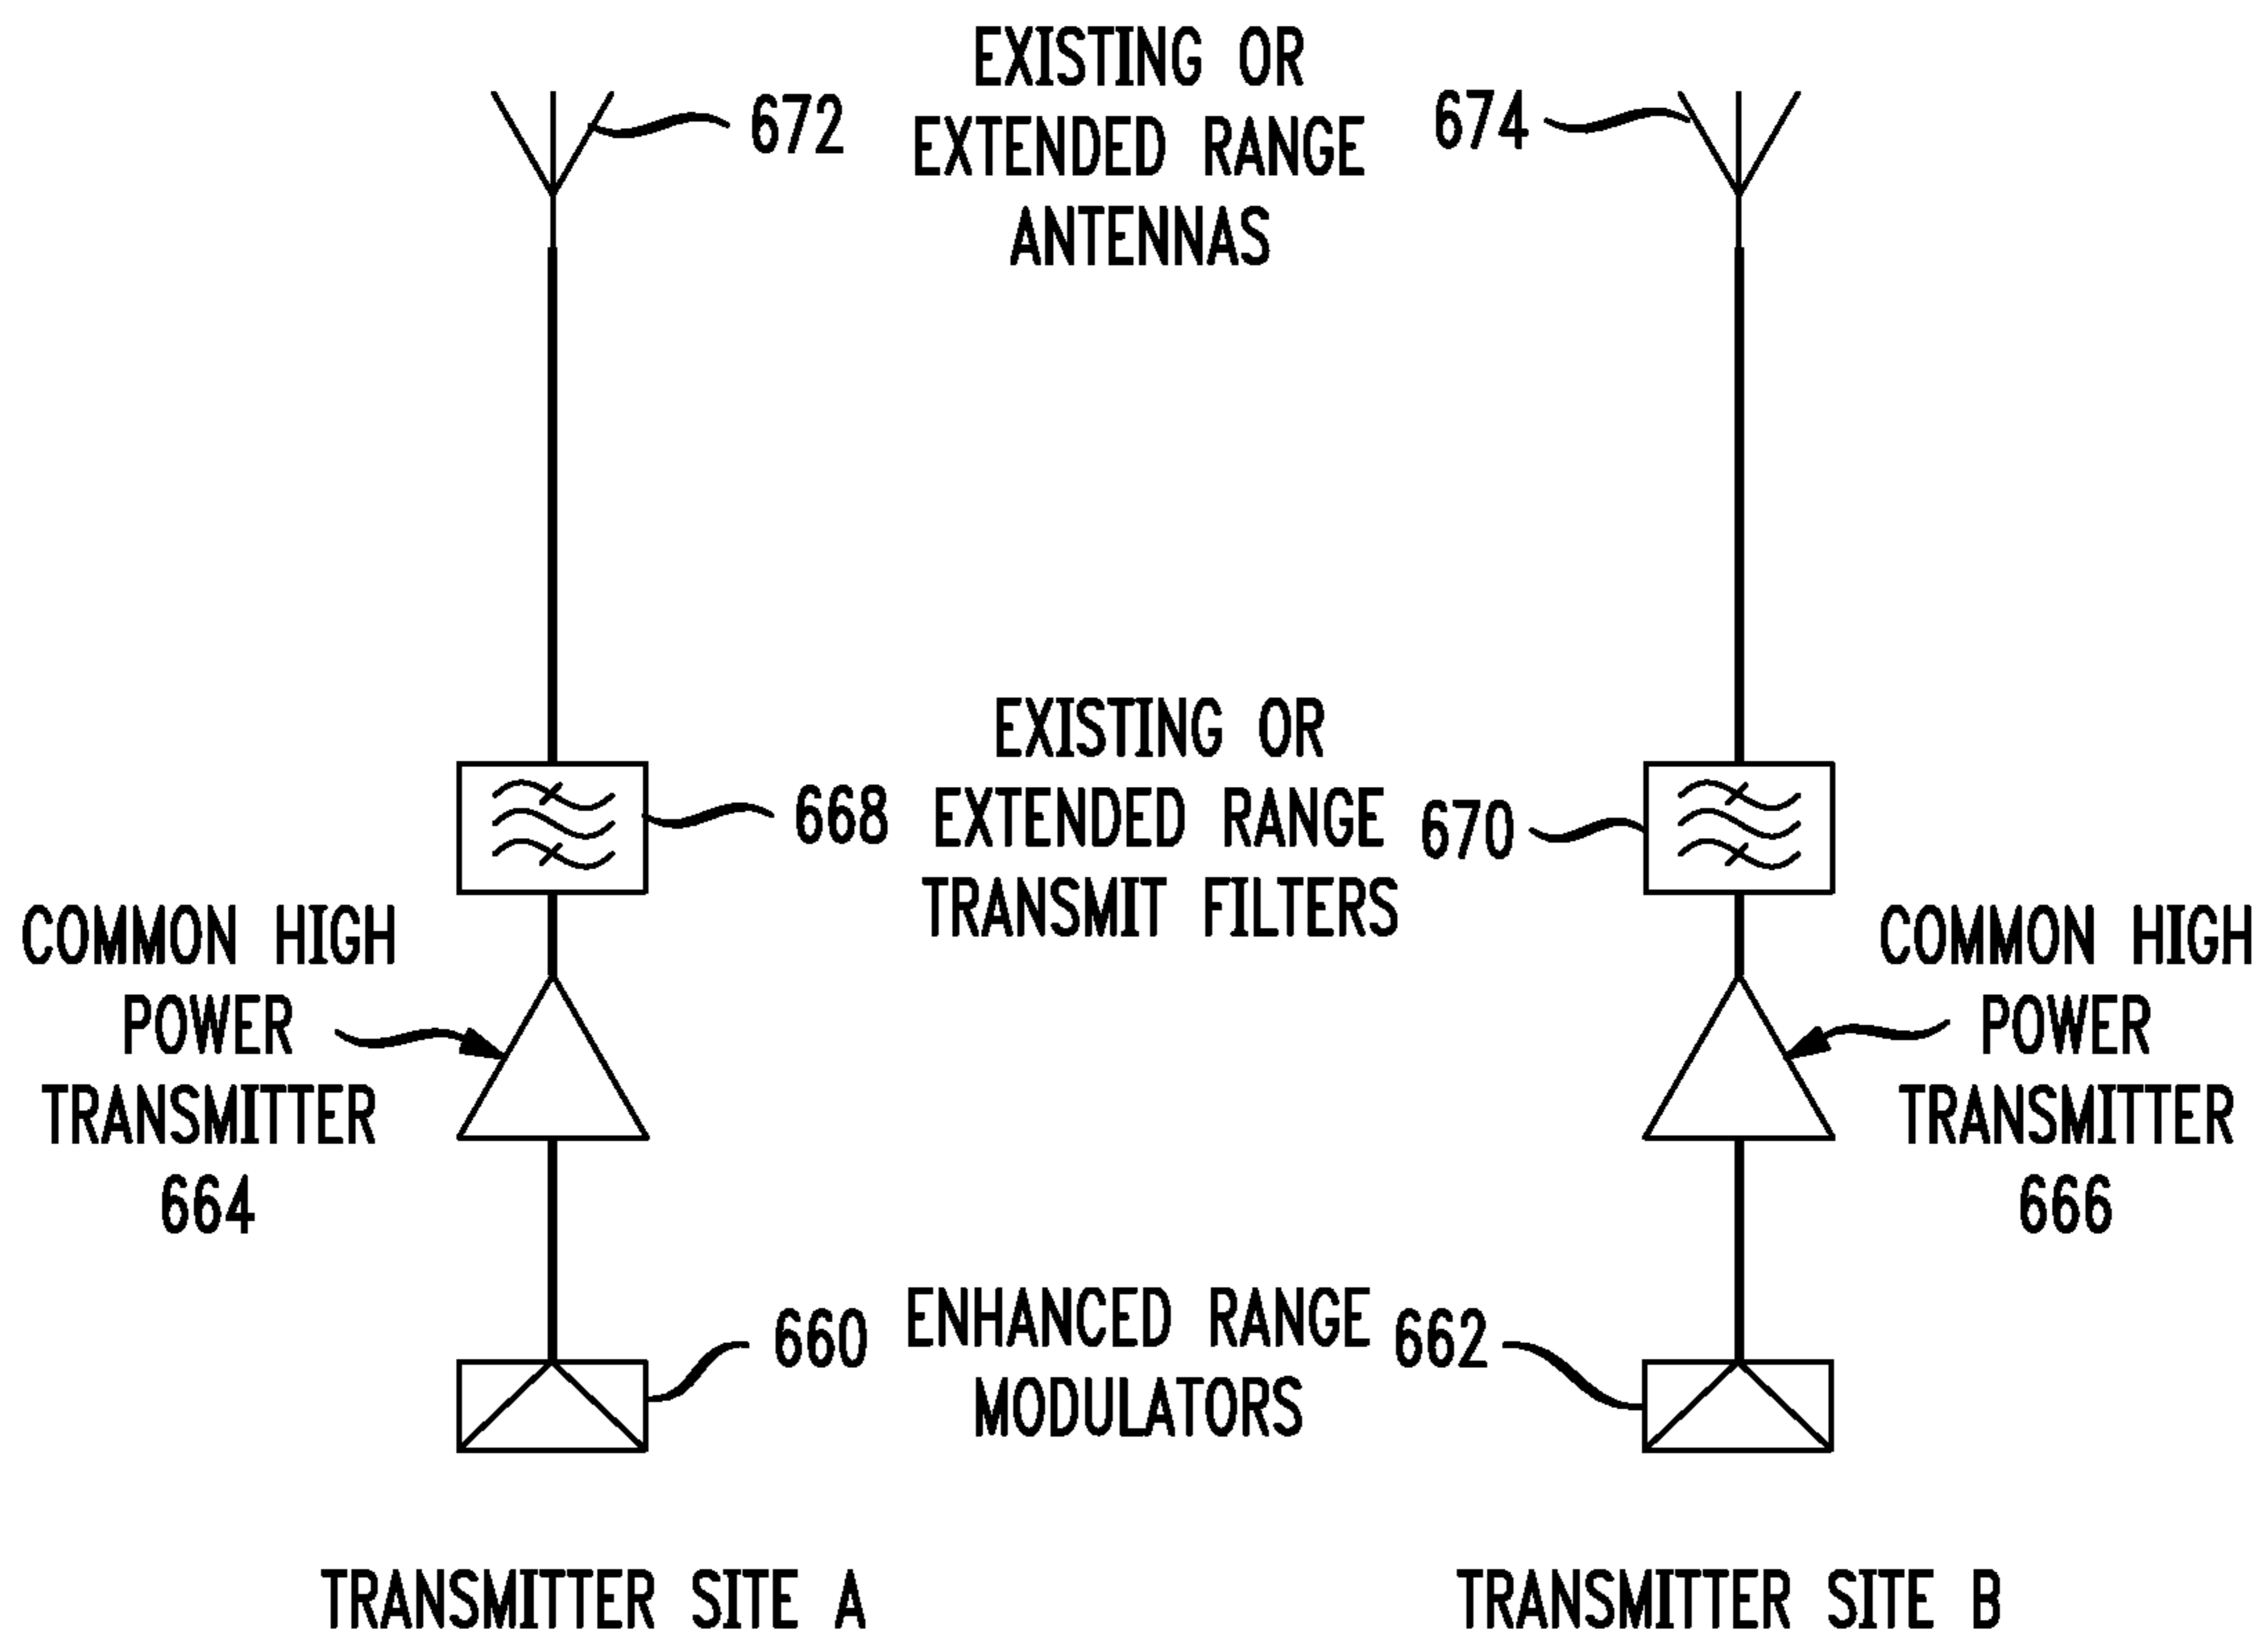 EXISTING OR
EXTENDED RANGE
ANTENNAS
672
674
EXISTING OR
EXTENDED RANGE
TRANSMIT FILTERS
668
670
COMMON HIGH
POWER
TRANSMITTER
664
COMMON HIGH
POWER
TRANSMITTER
666
660
ENHANCED RANGE
MODULATORS
662
TRANSMITTER SITE A
TRANSMITTER SITE B